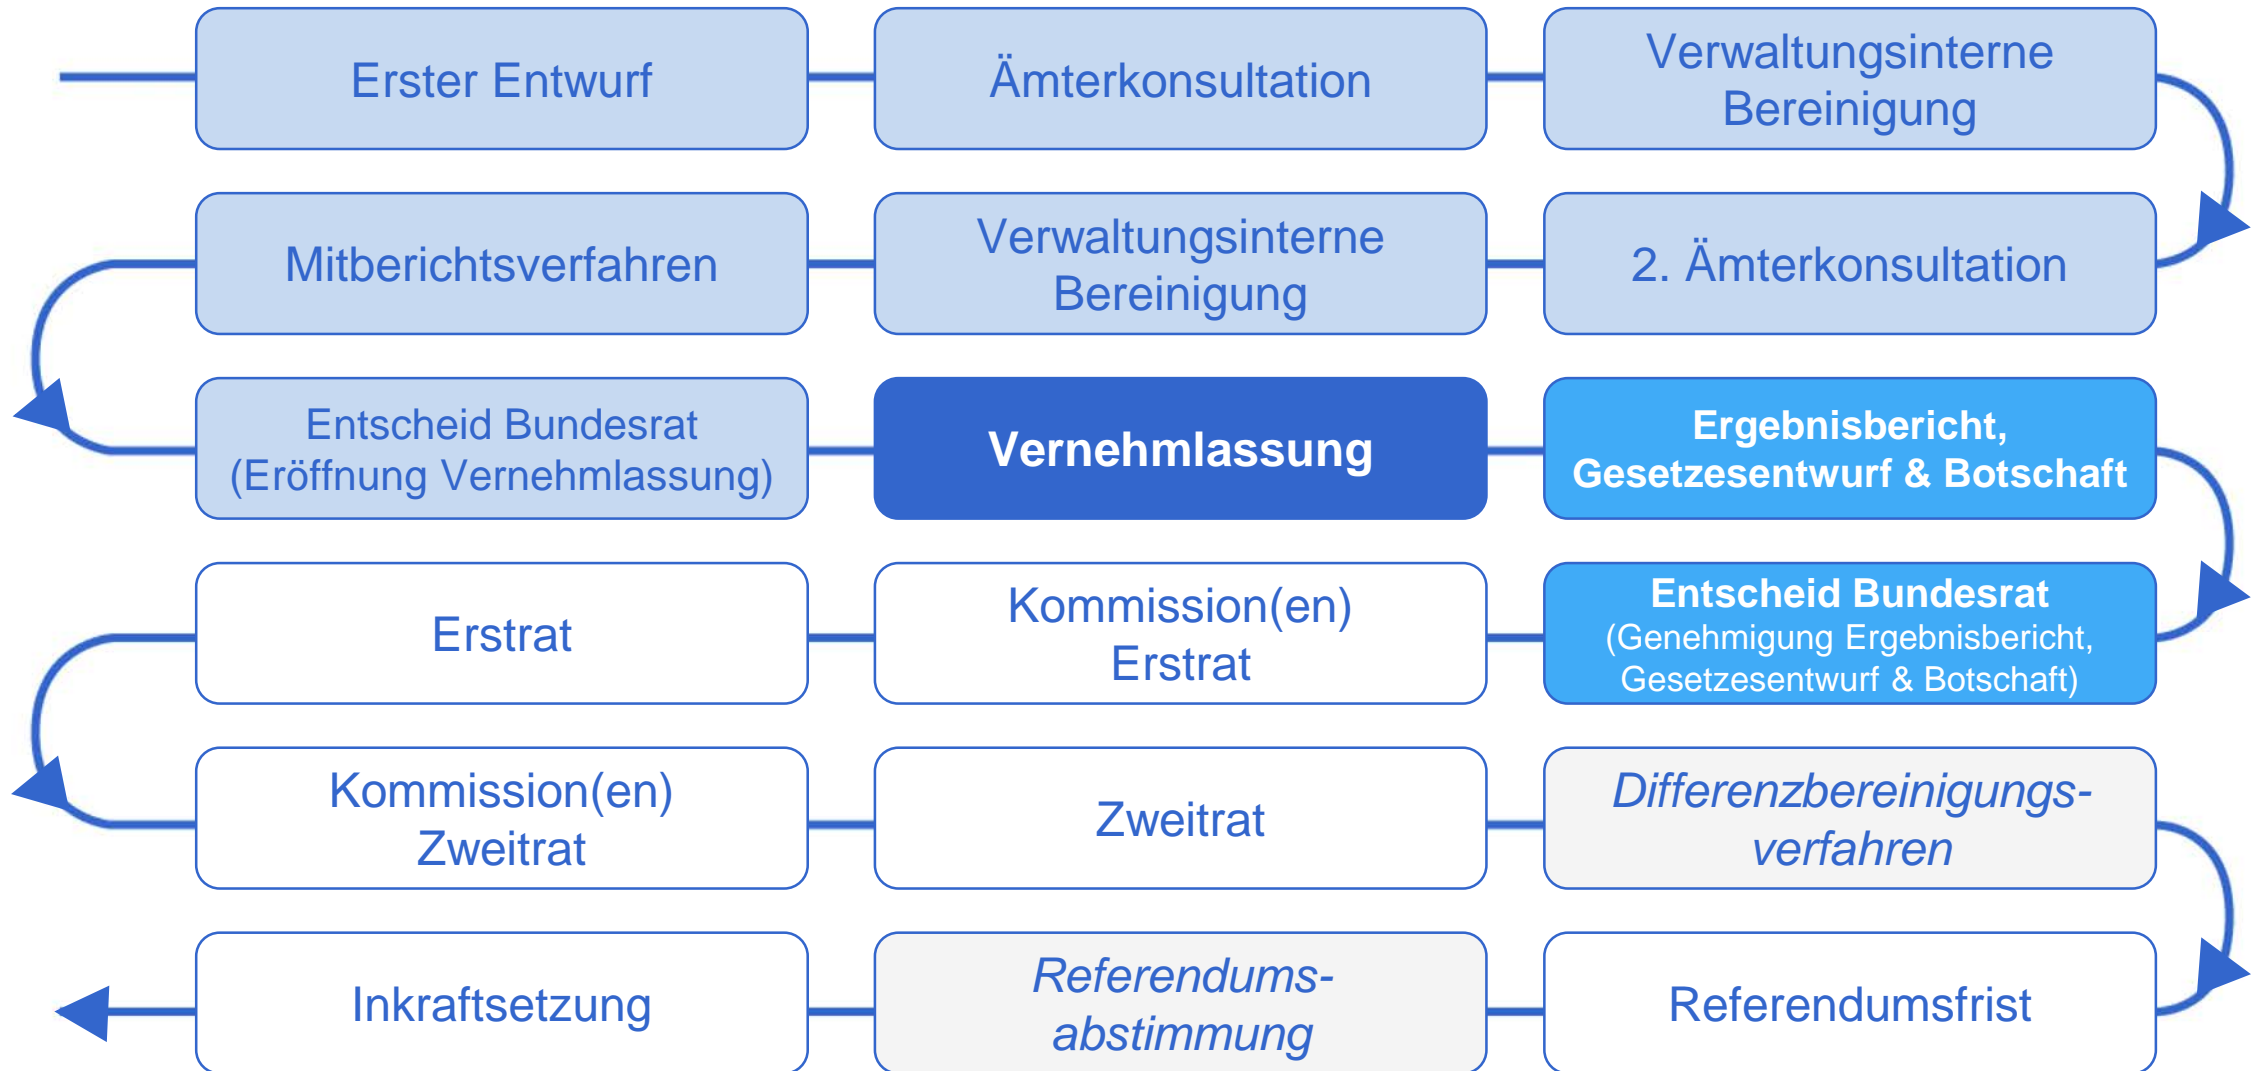 Erster Entwurf
Ämterkonsultation
Verwaltungsinterne
Bereinigung
Mitberichtsverfahren
Verwaltungsinterne
Bereinigung
2. Ämterkonsultation
Entscheid Bundesrat
(Eröffnung Vernehmlassung)
Vernehmlassung
Ergebnisbericht,
Gesetzesentwurf & Botschaft
Erstrat
Kommission(en)
Erstrat
Entscheid Bundesrat
(Genehmigung Ergebnisbericht,
Gesetzesentwurf & Botschaft)
Kommission(en)
Zweitrat
Zweitrat
Differenzbereinigungs-
verfahren
Inkraftsetzung
Referendums-
abstimmung
Referendumsfrist